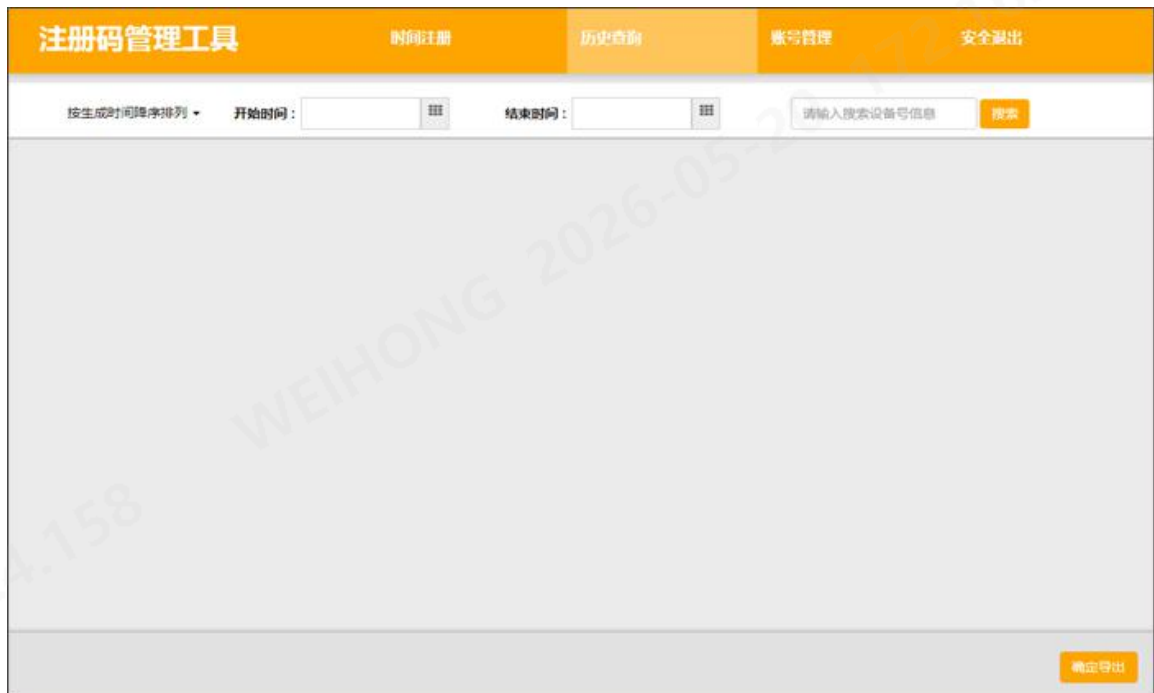 注册码管理工具 时间注册 历史查询 账号管理 安全退出
按生成时间降序排列 开始时间： 结束时间： 请输入搜索设备号信息 搜索
WEIHONG 2026-05-20 172.
4.158
确定导出